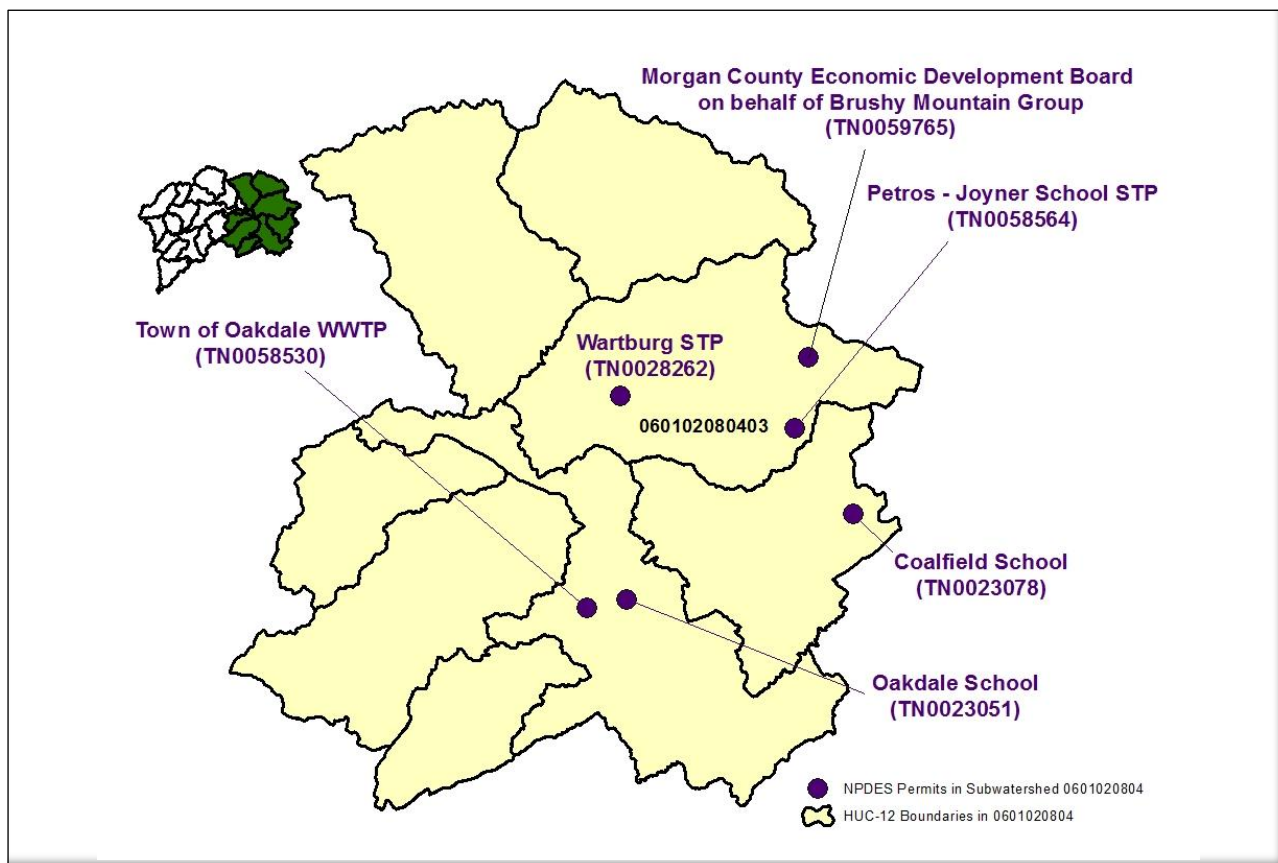 Morgan County Economic Development Board
on behalf of Brushy Mountain Group
(TN0059765)
Petros - Joyner School STP
(TN0058564)
Town of Oakdale WWTP
(TN0058530)
Wartburg STP
(TN0028262)
060102080403
Coalfield School
(TN0023078)
Oakdale School
(TN0023051)
NPDES Permits in Subwatershed 0601020804
HUC-12 Boundaries in 0601020804